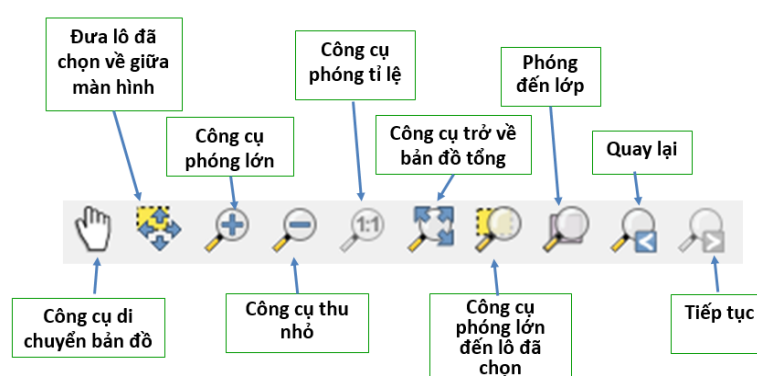 Đưa lô đã
chọn về giữa
màn hình
Công cụ
phóng lớn
Công cụ
phóng tỉ lệ
Công cụ trở về
bản đồ tổng
Phóng
đến lớp
Quay lại
1:1
Công cụ di
chuyển bản đồ
Công cụ thu
nhỏ
Công cụ
phóng lớn
đến lô đã
chọn
Tiếp tục